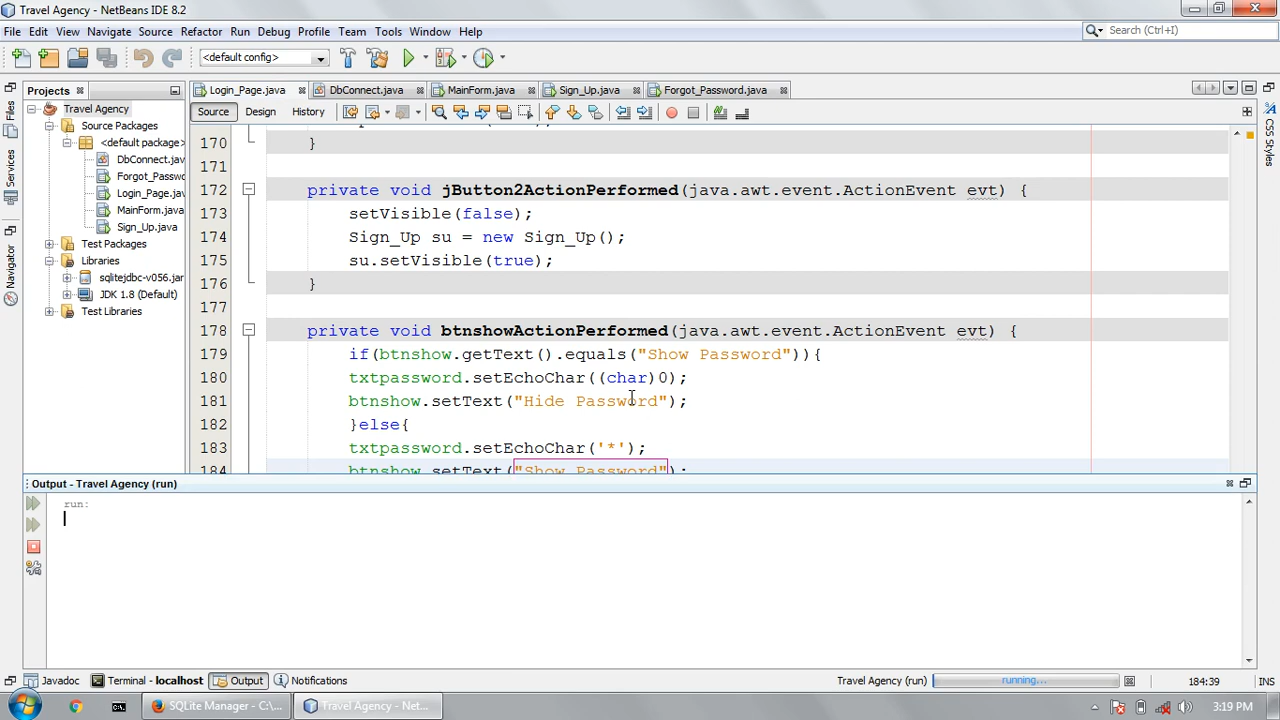 Travel Agency - NetBeans IDE 8.2
File Edit View Navigate Source Refactor Run Debug Profile Team Tools Window Help
Search (Ctrl+I)
<default config>
Projects
Login_Page.java DbConnect.java MainForm.java Sign_Up.java Forgot_Password.java
Source Design History
Files
Services
Navigator
CSS Styles
Travel Agency
Source Packages
<default package>
DbConnect.jav
Forgot_Passwo
Login_Page.jav
MainForm.java
Sign_Up.java
Test Packages
Libraries
sqlitejdbc-v056.jar
JDK 1.8 (Default)
Test Libraries
170 }
171
172 private void jButton2ActionPerformed(java.awt.event.ActionEvent evt) {
173 setVisible(false);
174 Sign_Up su = new Sign_Up();
175 su.setVisible(true);
176 }
177
178 private void btnshowActionPerformed(java.awt.event.ActionEvent evt) {
179 if(btnshow.getText().equals("Show Password")){
180 txtpassword.setEchoChar((char)0);
181 btnshow.setText("Hide Password");
182 }else{
183 txtpassword.setEchoChar('*');
184 btnshow.setText("Show Password");
Output - Travel Agency (run)
run:
Javadoc Terminal - localhost Output Notifications
Travel Agency (run) running... 184:39 INS
SQLite Manager - C:\... Travel Agency - Net...
3:19 PM